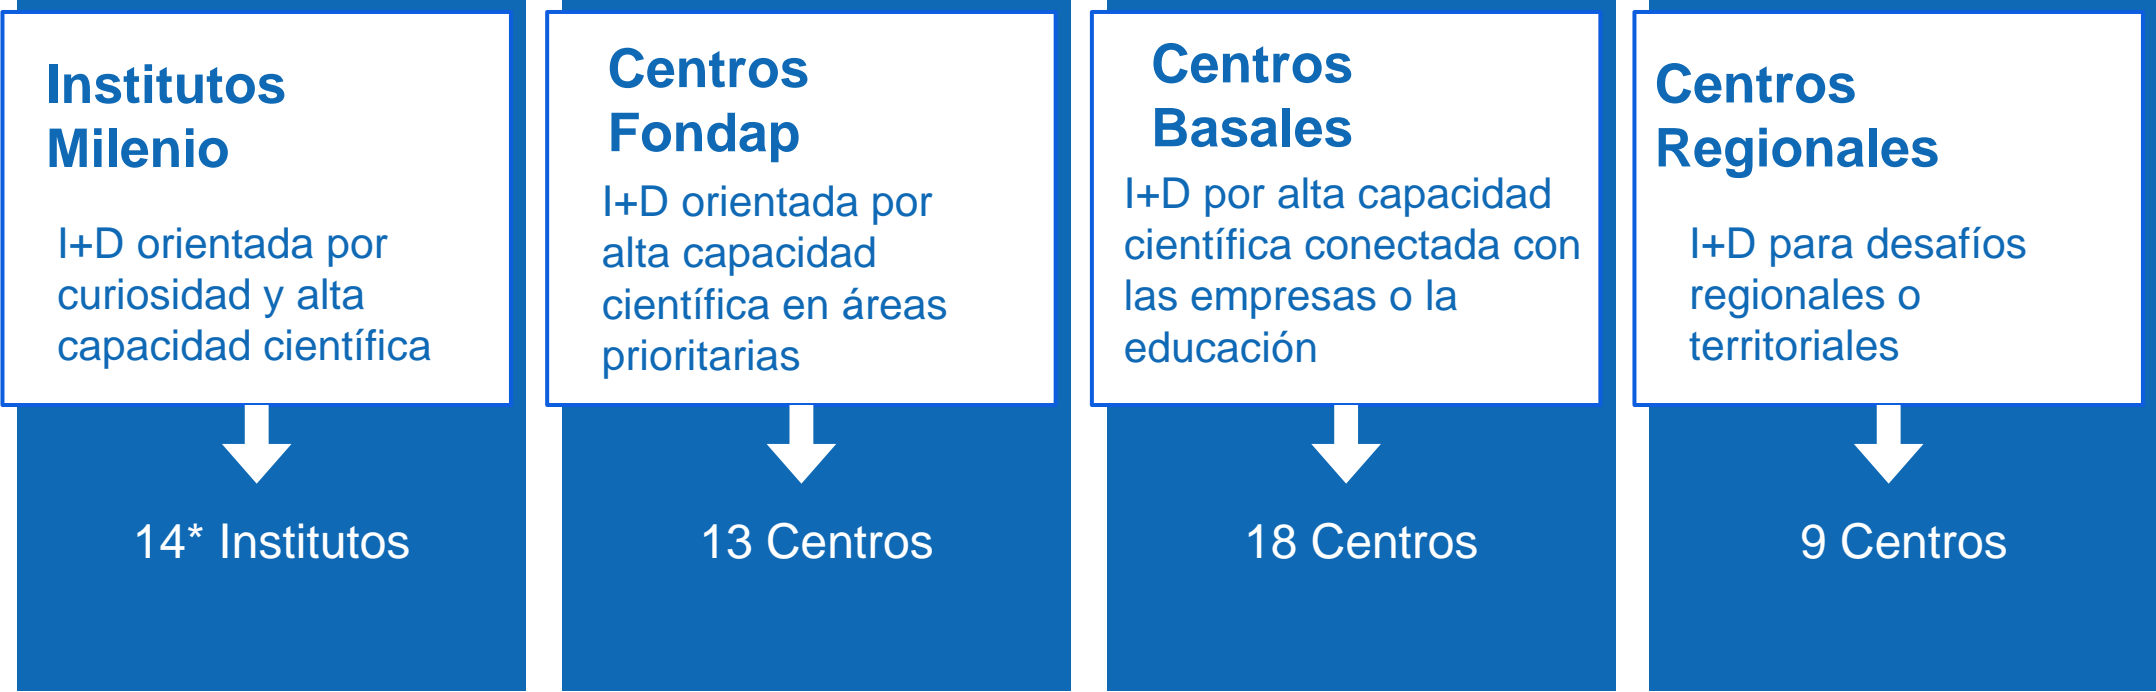 Institutos
Milenio
I+D orientada por
curiosidad y alta
capacidad científica
14* Institutos
Centros
Fondap
I+D orientada por
alta capacidad
científica en áreas
prioritarias
13 Centros
Centros
Basales
I+D por alta capacidad
científica conectada con
las empresas o la
educación
18 Centros
Centros
Regionales
I+D para desafíos
regionales o
territoriales
9 Centros